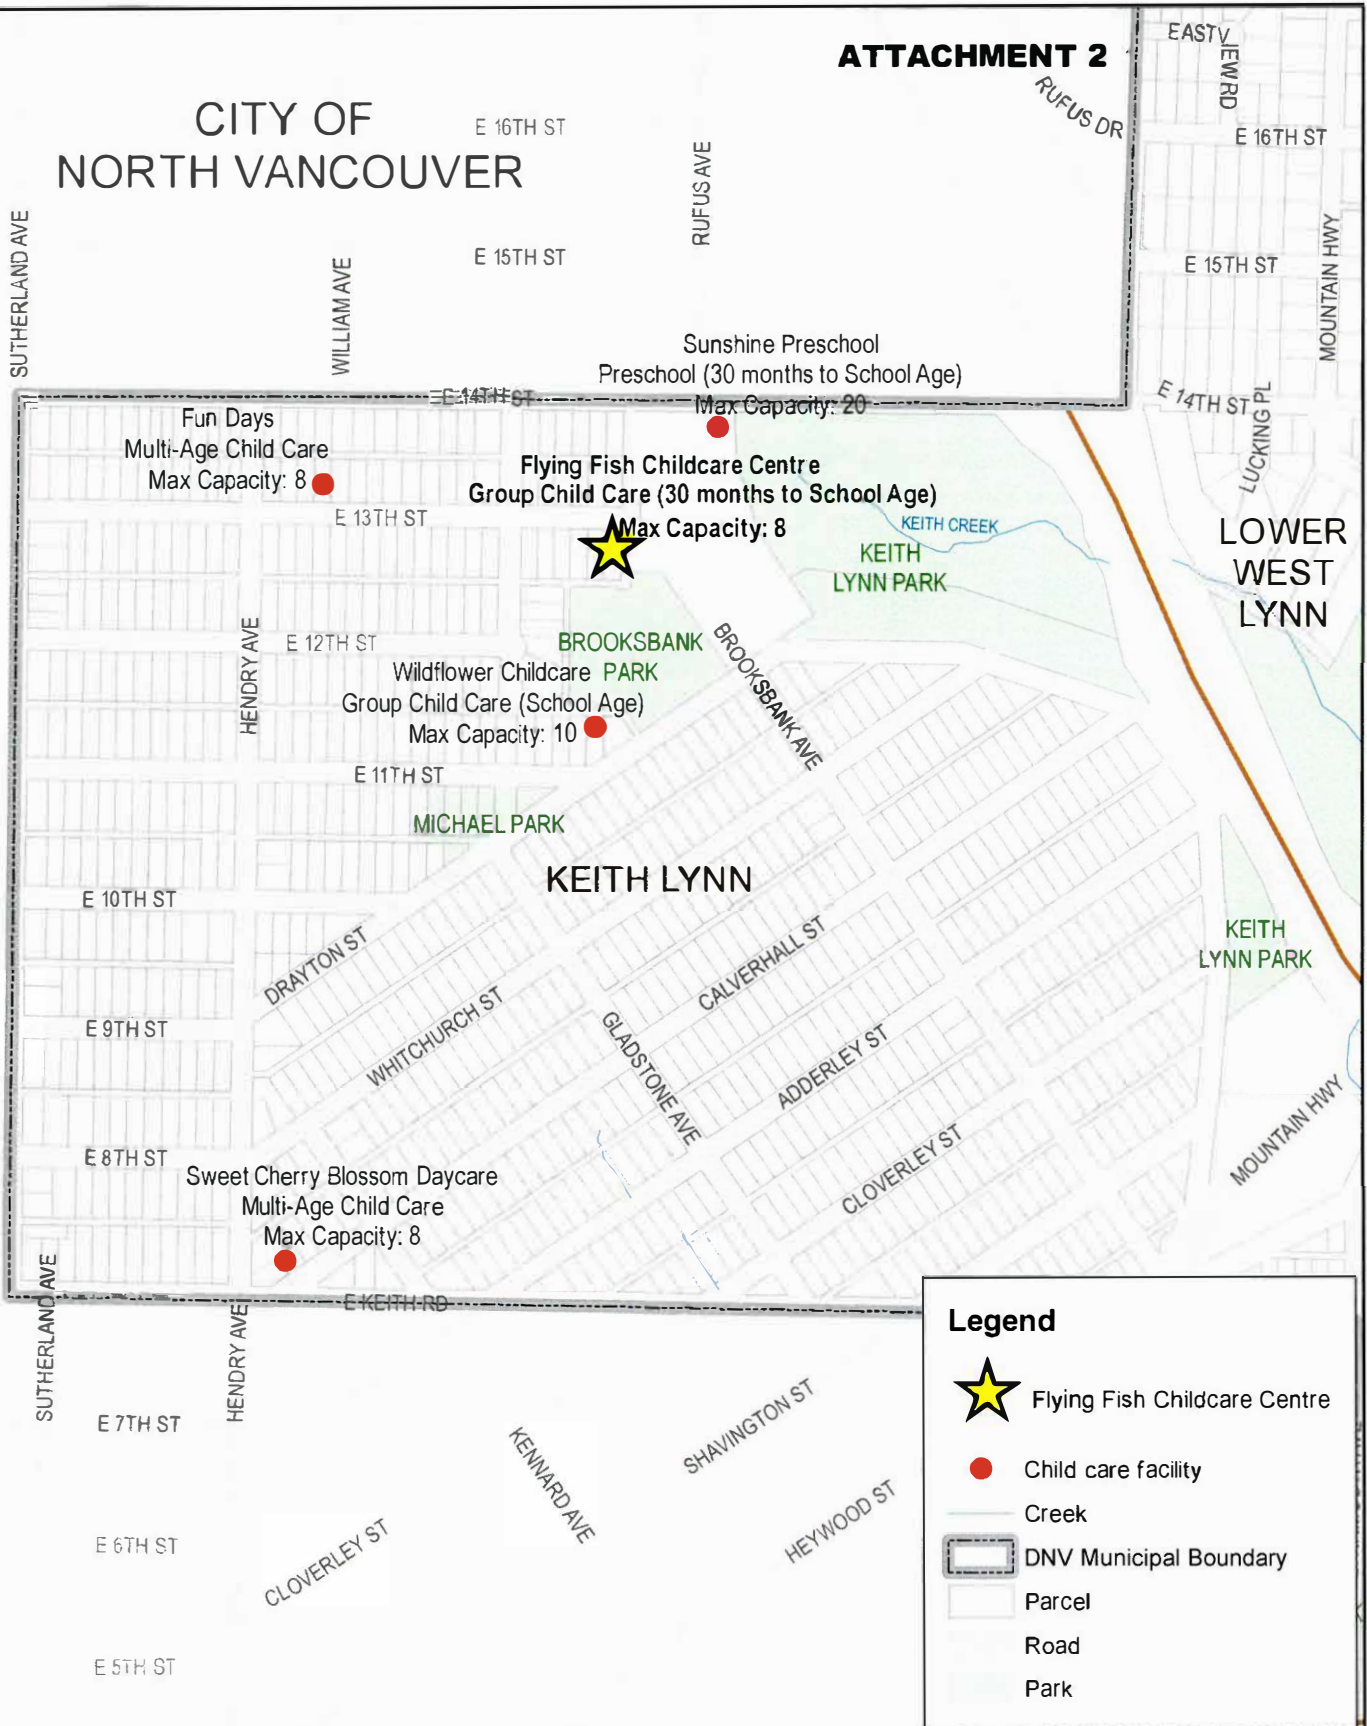 ATTACHMENT 2
EASTVIEW RD
RUFUS DR
CITY OF
NORTH VANCOUVER
E 16TH ST
E 16TH ST
RUFUS AVE
SUTHERLAND AVE
WILLIAM AVE
E 15TH ST
E 15TH ST
MOUNTAIN HWY
Sunshine Preschool
Preschool (30 months to School Age)
Max Capacity: 20
E 14TH ST
E 14TH ST
LUCKING PL
Fun Days
Multi-Age Child Care
Max Capacity: 8
Flying Fish Childcare Centre
Group Child Care (30 months to School Age)
Max Capacity: 8
E 13TH ST
KEITH CREEK
KEITH
LYNN PARK
LOWER
WEST
LYNN
HENDRY AVE
E 12TH ST
BROOKSBANK
PARK
BROOKSBANK AVE
Wildflower Childcare
Group Child Care (School Age)
Max Capacity: 10
E 11TH ST
MICHAEL PARK
KEITH LYNN
E 10TH ST
DRAYTON ST
CALVERHALL ST
KEITH
LYNN PARK
E 9TH ST
WHITCHURCH ST
GLADSTONE AVE
ADDERLEY ST
MOUNTAIN HWY
E 8TH ST
CLOVERLEY ST
Sweet Cherry Blossom Daycare
Multi-Age Child Care
Max Capacity: 8
SUTHERLAND AVE
E KEITH RD
HENDRY AVE
E 7TH ST
KENNARD AVE
SHAVINGTON ST
E 6TH ST
CLOVERLEY ST
HEYWOOD ST
E 5TH ST
Legend
Flying Fish Childcare Centre
Child care facility
Creek
DNV Municipal Boundary
Parcel
Road
Park